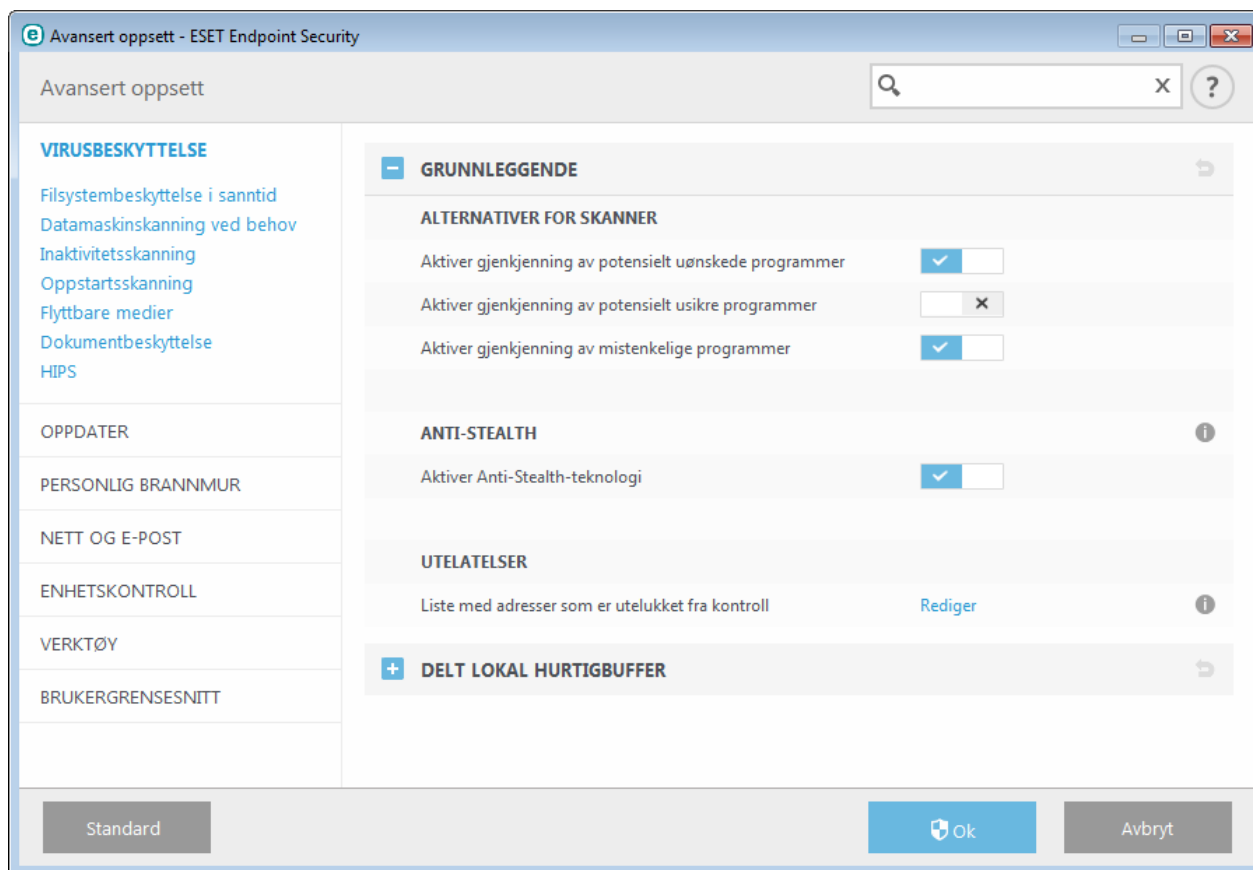 Avansert oppsett - ESET Endpoint Security
Avansert oppsett
VIRUSBESKYTTELSE
Filsystembeskyttelse i sanntid
Datamaskinskanning ved behov
Inaktivitetsskanning
Oppstartsskanning
Flyttbare medier
Dokumentbeskyttelse
HIPS
OPPDATER
PERSONLIG BRANNMUR
NETT OG E-POST
ENHETSKONTROLL
VERKTØY
BRUKERGRENSESNITT
GRUNNLEGGENDE
ALTERNATIVER FOR SKANNER
Aktiver gjenkjenning av potensielt uønskede programmer
Aktiver gjenkjenning av potensielt usikre programmer
Aktiver gjenkjenning av mistenkelige programmer
ANTI-STEALTH
Aktiver Anti-Stealth-teknologi
UTELATELSER
Liste med adresser som er utelukket fra kontroll Rediger
DELT LOKAL HURTIGBUFFER
Standard
Ok
Avbryt